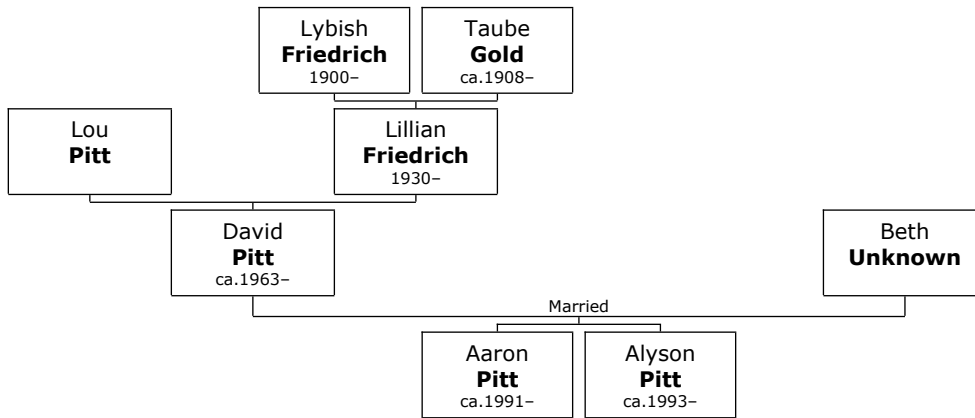 Lybish
Friedrich
1900–
Taube
Gold
ca.1908–
Lou
Pitt
Lillian
Friedrich
1930–
David
Pitt
ca.1963–
Beth
Unknown
Married
Aaron
Pitt
ca.1991–
Alyson
Pitt
ca.1993–